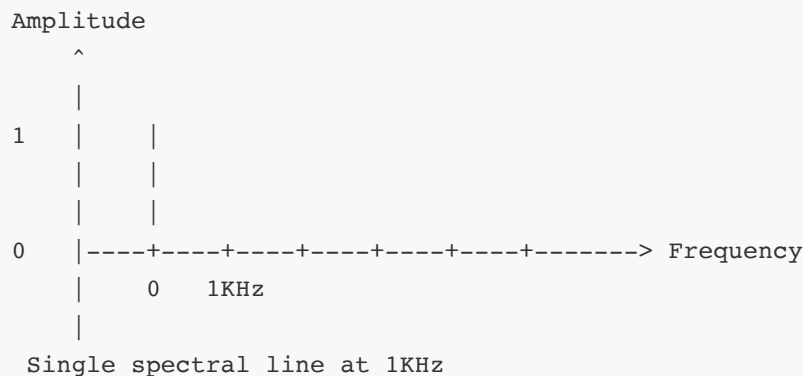 Amplitude
^
|
1 | |
| |
| |
0 |----+----+----+----+----+----+-------> Frequency
| 0 1KHz
|
Single spectral line at 1KHz